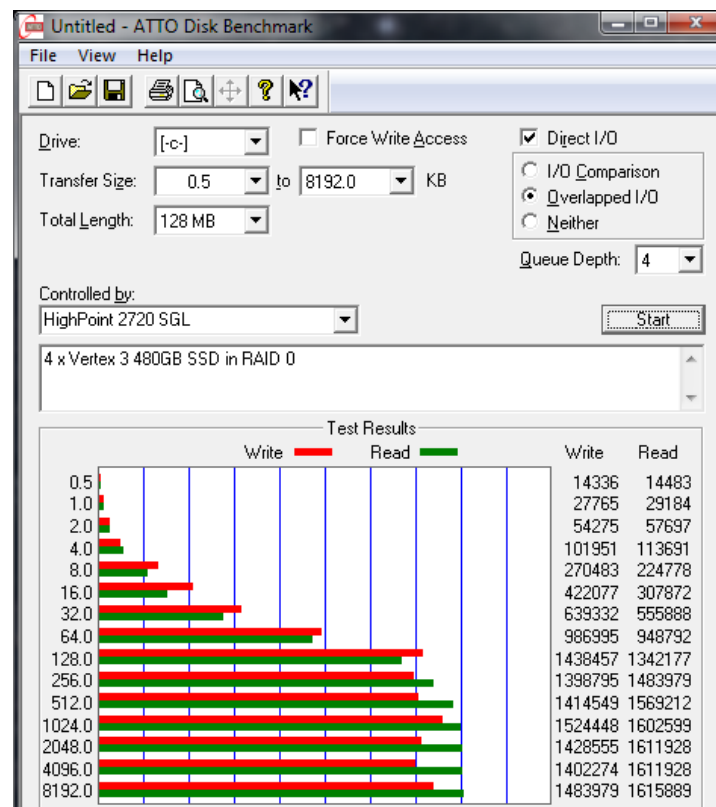 Untitled - ATTO Disk Benchmark
File View Help
Drive: [-c-] Force Write Access Direct I/O
Transfer Size: 0.5 to 8192.0 KB I/O Comparison
Overlapped I/O
Total Length: 128 MB Neither
Queue Depth: 4
Controlled by:
HighPoint 2720 SGL Start
4 x Vertex 3 480GB SSD in RAID 0
Test Results
Write Read Write Read
0.5 14336 14483
1.0 27765 29184
2.0 54275 57697
4.0 101951 113691
8.0 270483 224778
16.0 422077 307872
32.0 639332 555888
64.0 986995 948792
128.0 1438457 1342177
256.0 1398795 1483979
512.0 1414549 1569212
1024.0 1524448 1602599
2048.0 1428555 1611928
4096.0 1402274 1611928
8192.0 1483979 1615889